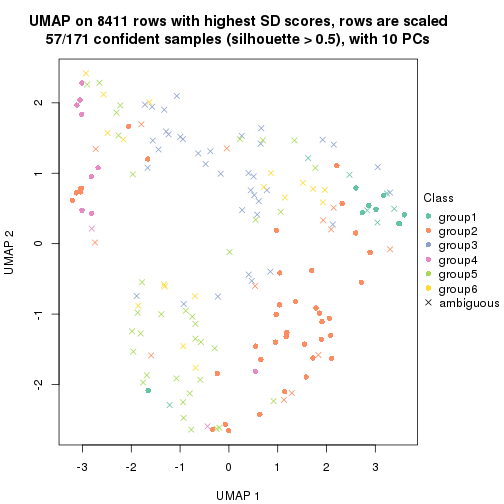 UMAP on 8411 rows with highest SD scores, rows are scaled
57/171 confident samples (silhouette > 0.5), with 10 PCs
2
1
0
-1
-2
UMAP 2
-3
-2
-1
0
1
2
3
UMAP 1
Class
group1
group2
group3
group4
group5
group6
ambiguous